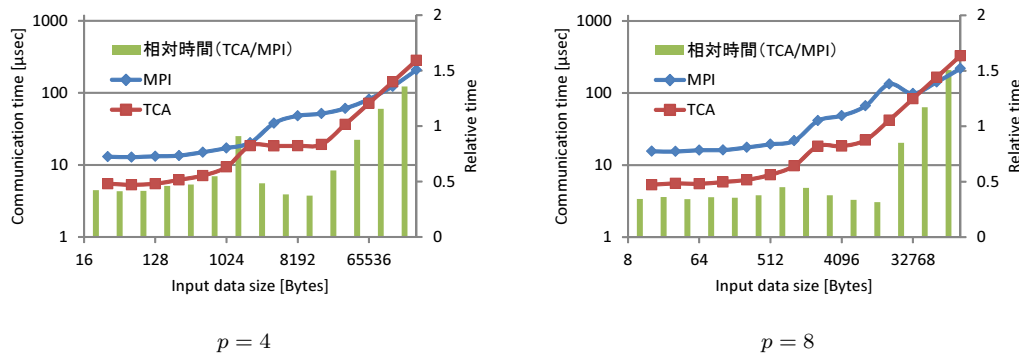 1000
100
10
1
2
1.5
1
0.5
0
Communication time [μsec]
Relative time
相対時間(TCA/MPI)
MPI
TCA
16 128 1024 8192 65536
Input data size [Bytes]
p = 4
1000
100
10
1
2
1.5
1
0.5
0
Communication time [μsec]
Relative time
相対時間(TCA/MPI)
MPI
TCA
8 64 512 4096 32768
Input data size [Bytes]
p = 8